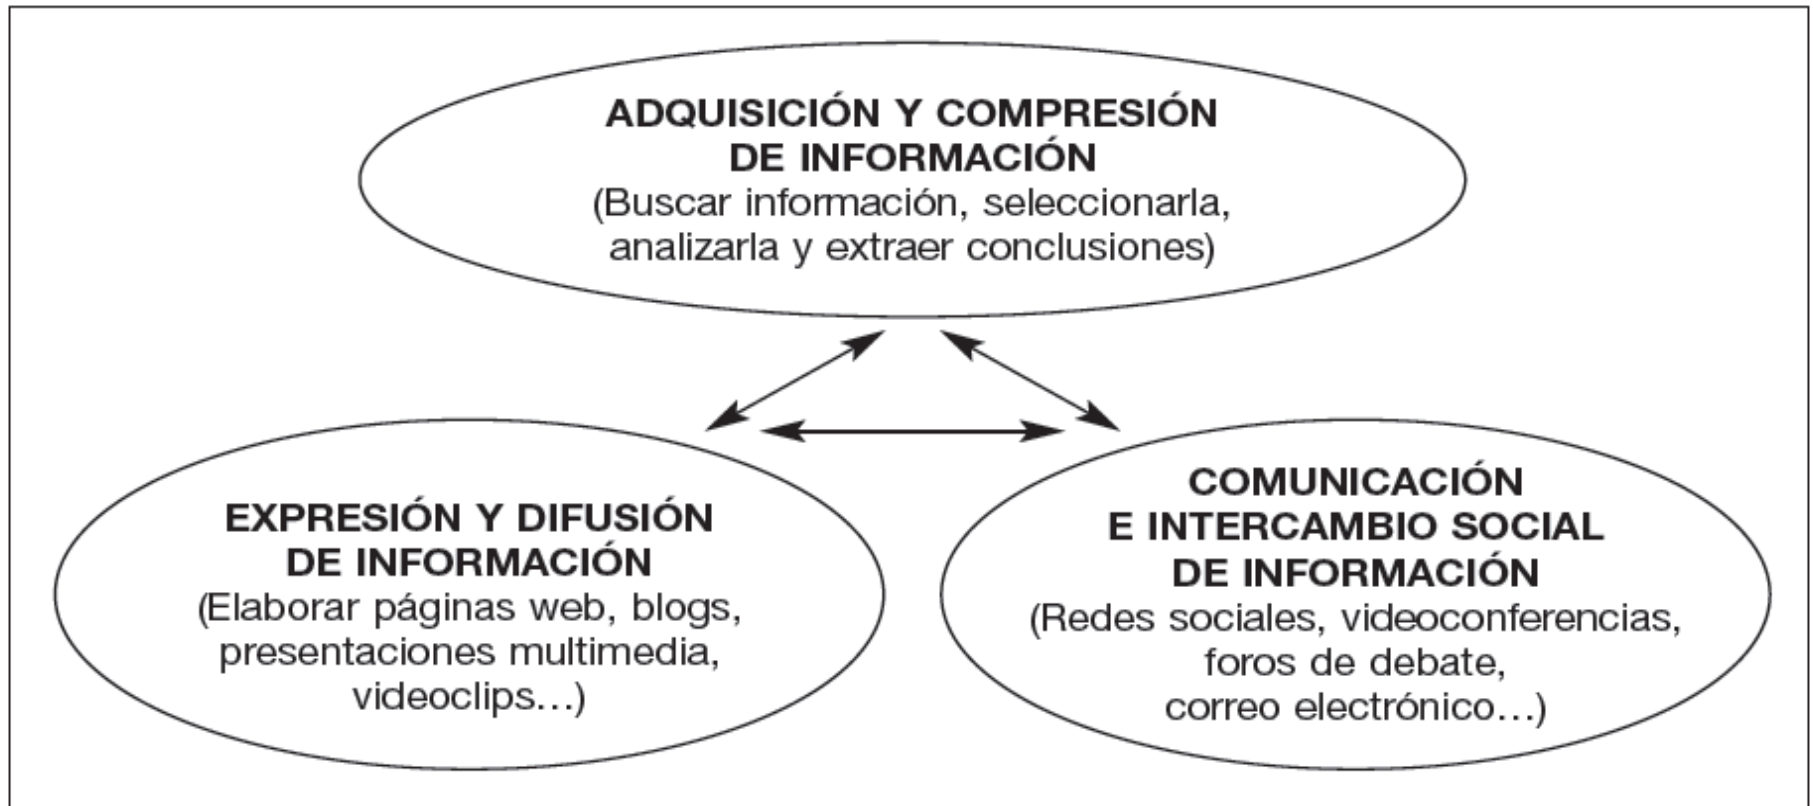 ADQUISICIÓN Y COMPRESIÓN
DE INFORMACIÓN
(Buscar información, seleccionarla,
analizarla y extraer conclusiones)
EXPRESIÓN Y DIFUSIÓN
DE INFORMACIÓN
(Elaborar páginas web, blogs,
presentaciones multimedia,
videoclips…)
COMUNICACIÓN
E INTERCAMBIO SOCIAL
DE INFORMACIÓN
(Redes sociales, videoconferencias,
foros de debate,
correo electrónico…)